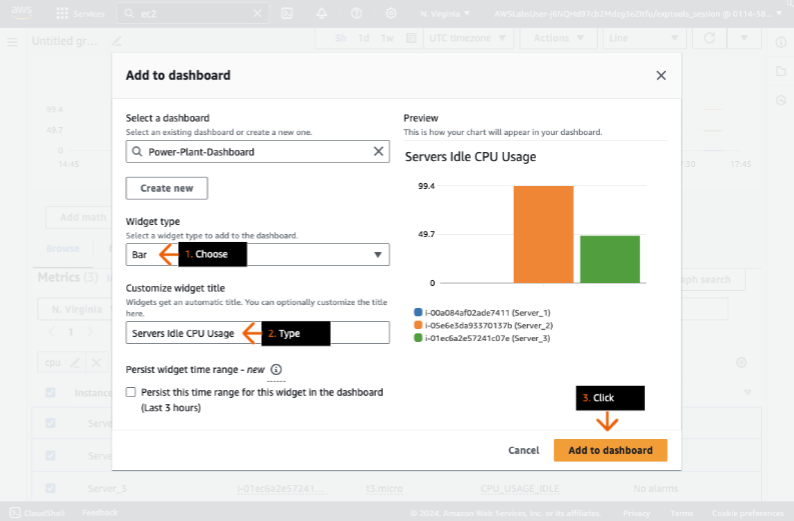 aws
Services
ec2
N. Virginia
Untitled gr...
3h 1d 1w
UTC timezone
Actions
Line
Add to dashboard
Select a dashboard
Select an existing dashboard or create a new one.
Power-Plant-Dashboard
Create new
Widget type
Select a widget type to add to the dashboard.
Bar
1. Choose
Customize widget title
Widgets get an automatic title. You can optionally customize the title
here.
Servers Idle CPU Usage
2. Type
Persist widget time range - new
Persist this time range for this widget in the dashboard
(Last 3 hours)
Preview
This is how your chart will appear in your dashboard.
Servers Idle CPU Usage
99.4
49.7
0
i-00a084af02ade7411 (Server_1)
i-05e6e3da93370137b (Server_2)
i-01ec6a2e57241c07e (Server_3)
3. Click
Cancel
Add to dashboard
99.4
49.7
0
14:45
7:30
17:45
Add math
Browse
Metrics (3)
ph search
N. Virginia
1
cpu
Instance
Serve
Serve
Server_3
i-01ec6a2e57241...
t3.micro
CPU_USAGE_IDLE
No alarms
CloudShell
Feedback
© 2024, Amazon Web Services, Inc. or its affiliates.
Privacy
Terms
Cookie preferences